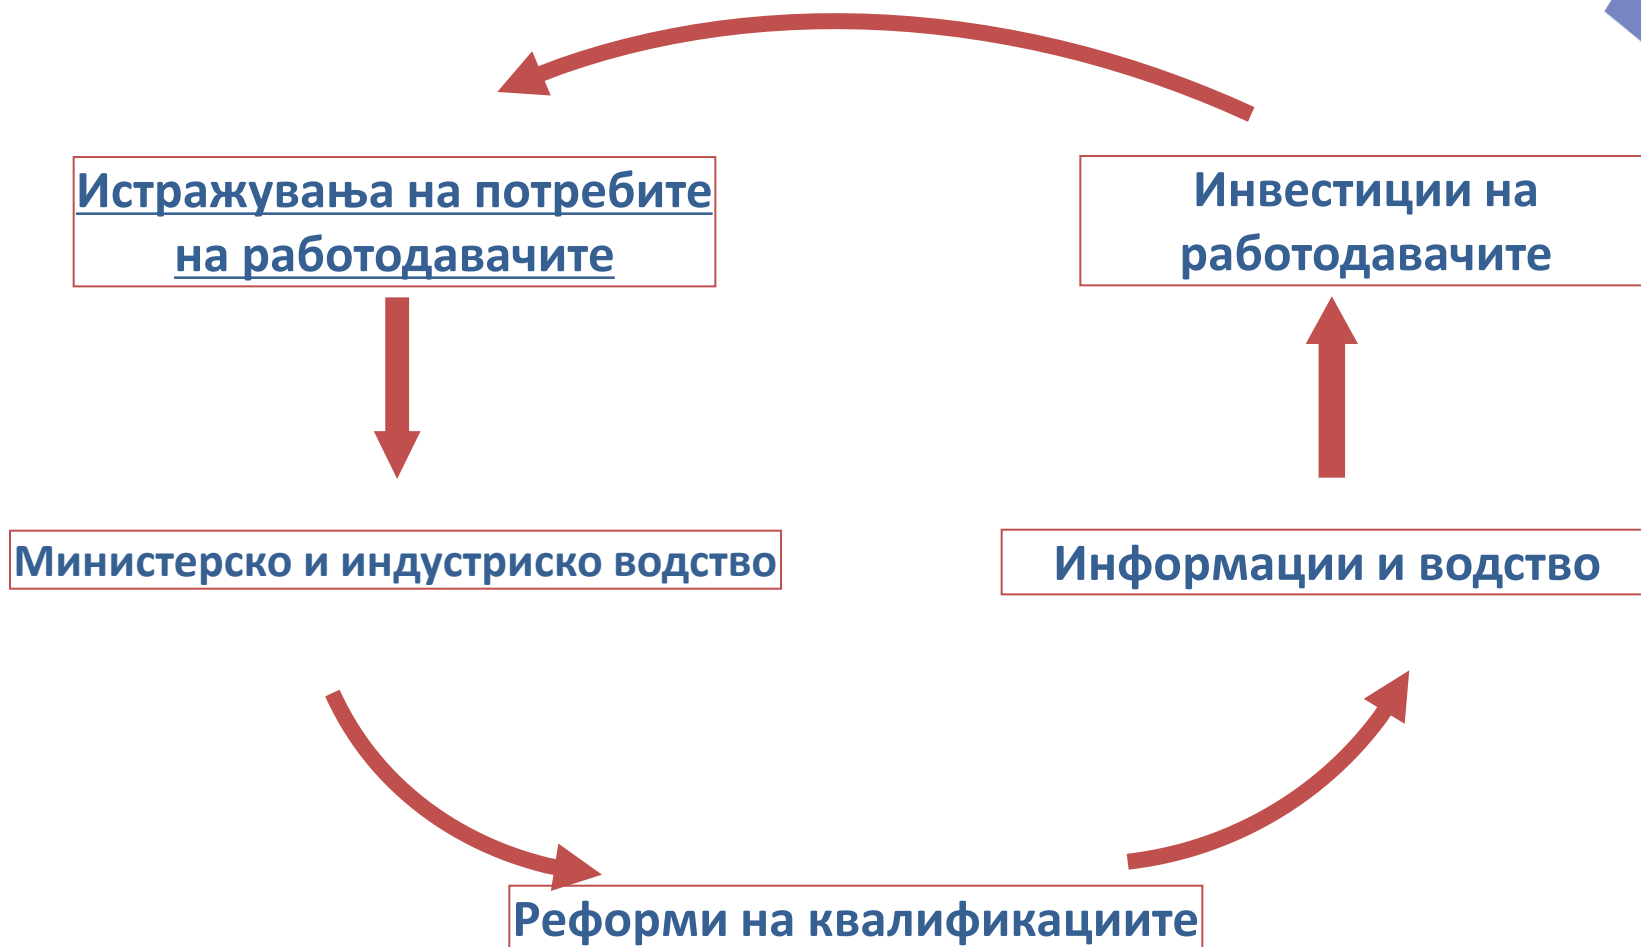 Истражувања на потребите
на работодавачите
Инвестиции на
работодавачите
Министерско и индустриско водство
Информации и водство
Реформи на квалификациите